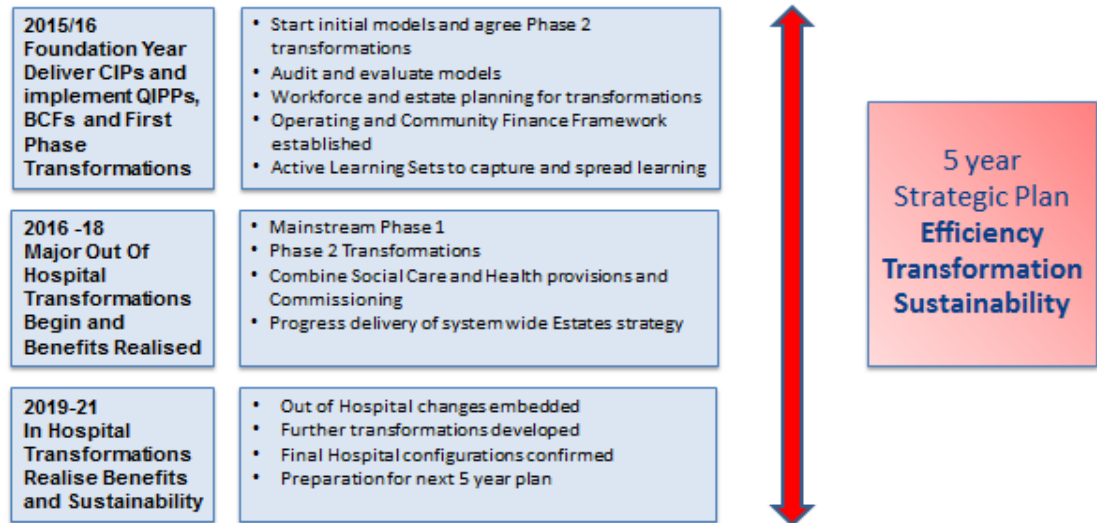 2015/16
Foundation Year
Deliver CIPs and
implement QIPPs,
BCFs and First
Phase
Transformations
• Start initial models and agree Phase 2
transformations
• Audit and evaluate models
• Workforce and estate planning for transformations
• Operating and Community Finance Framework
established
• Active Learning Sets to capture and spread learning
2016 -18
Major Out Of
Hospital
Transformations
Begin and
Benefits Realised
• Mainstream Phase 1
• Phase 2 Transformations
• Combine Social Care and Health provisions and
Commissioning
• Progress delivery of system wide Estates strategy
2019-21
In Hospital
Transformations
Realise Benefits
and Sustainability
• Out of Hospital changes embedded
• Further transformations developed
• Final Hospital configurations confirmed
• Preparation for next 5 year plan
5 year
Strategic Plan
Efficiency
Transformation
Sustainability